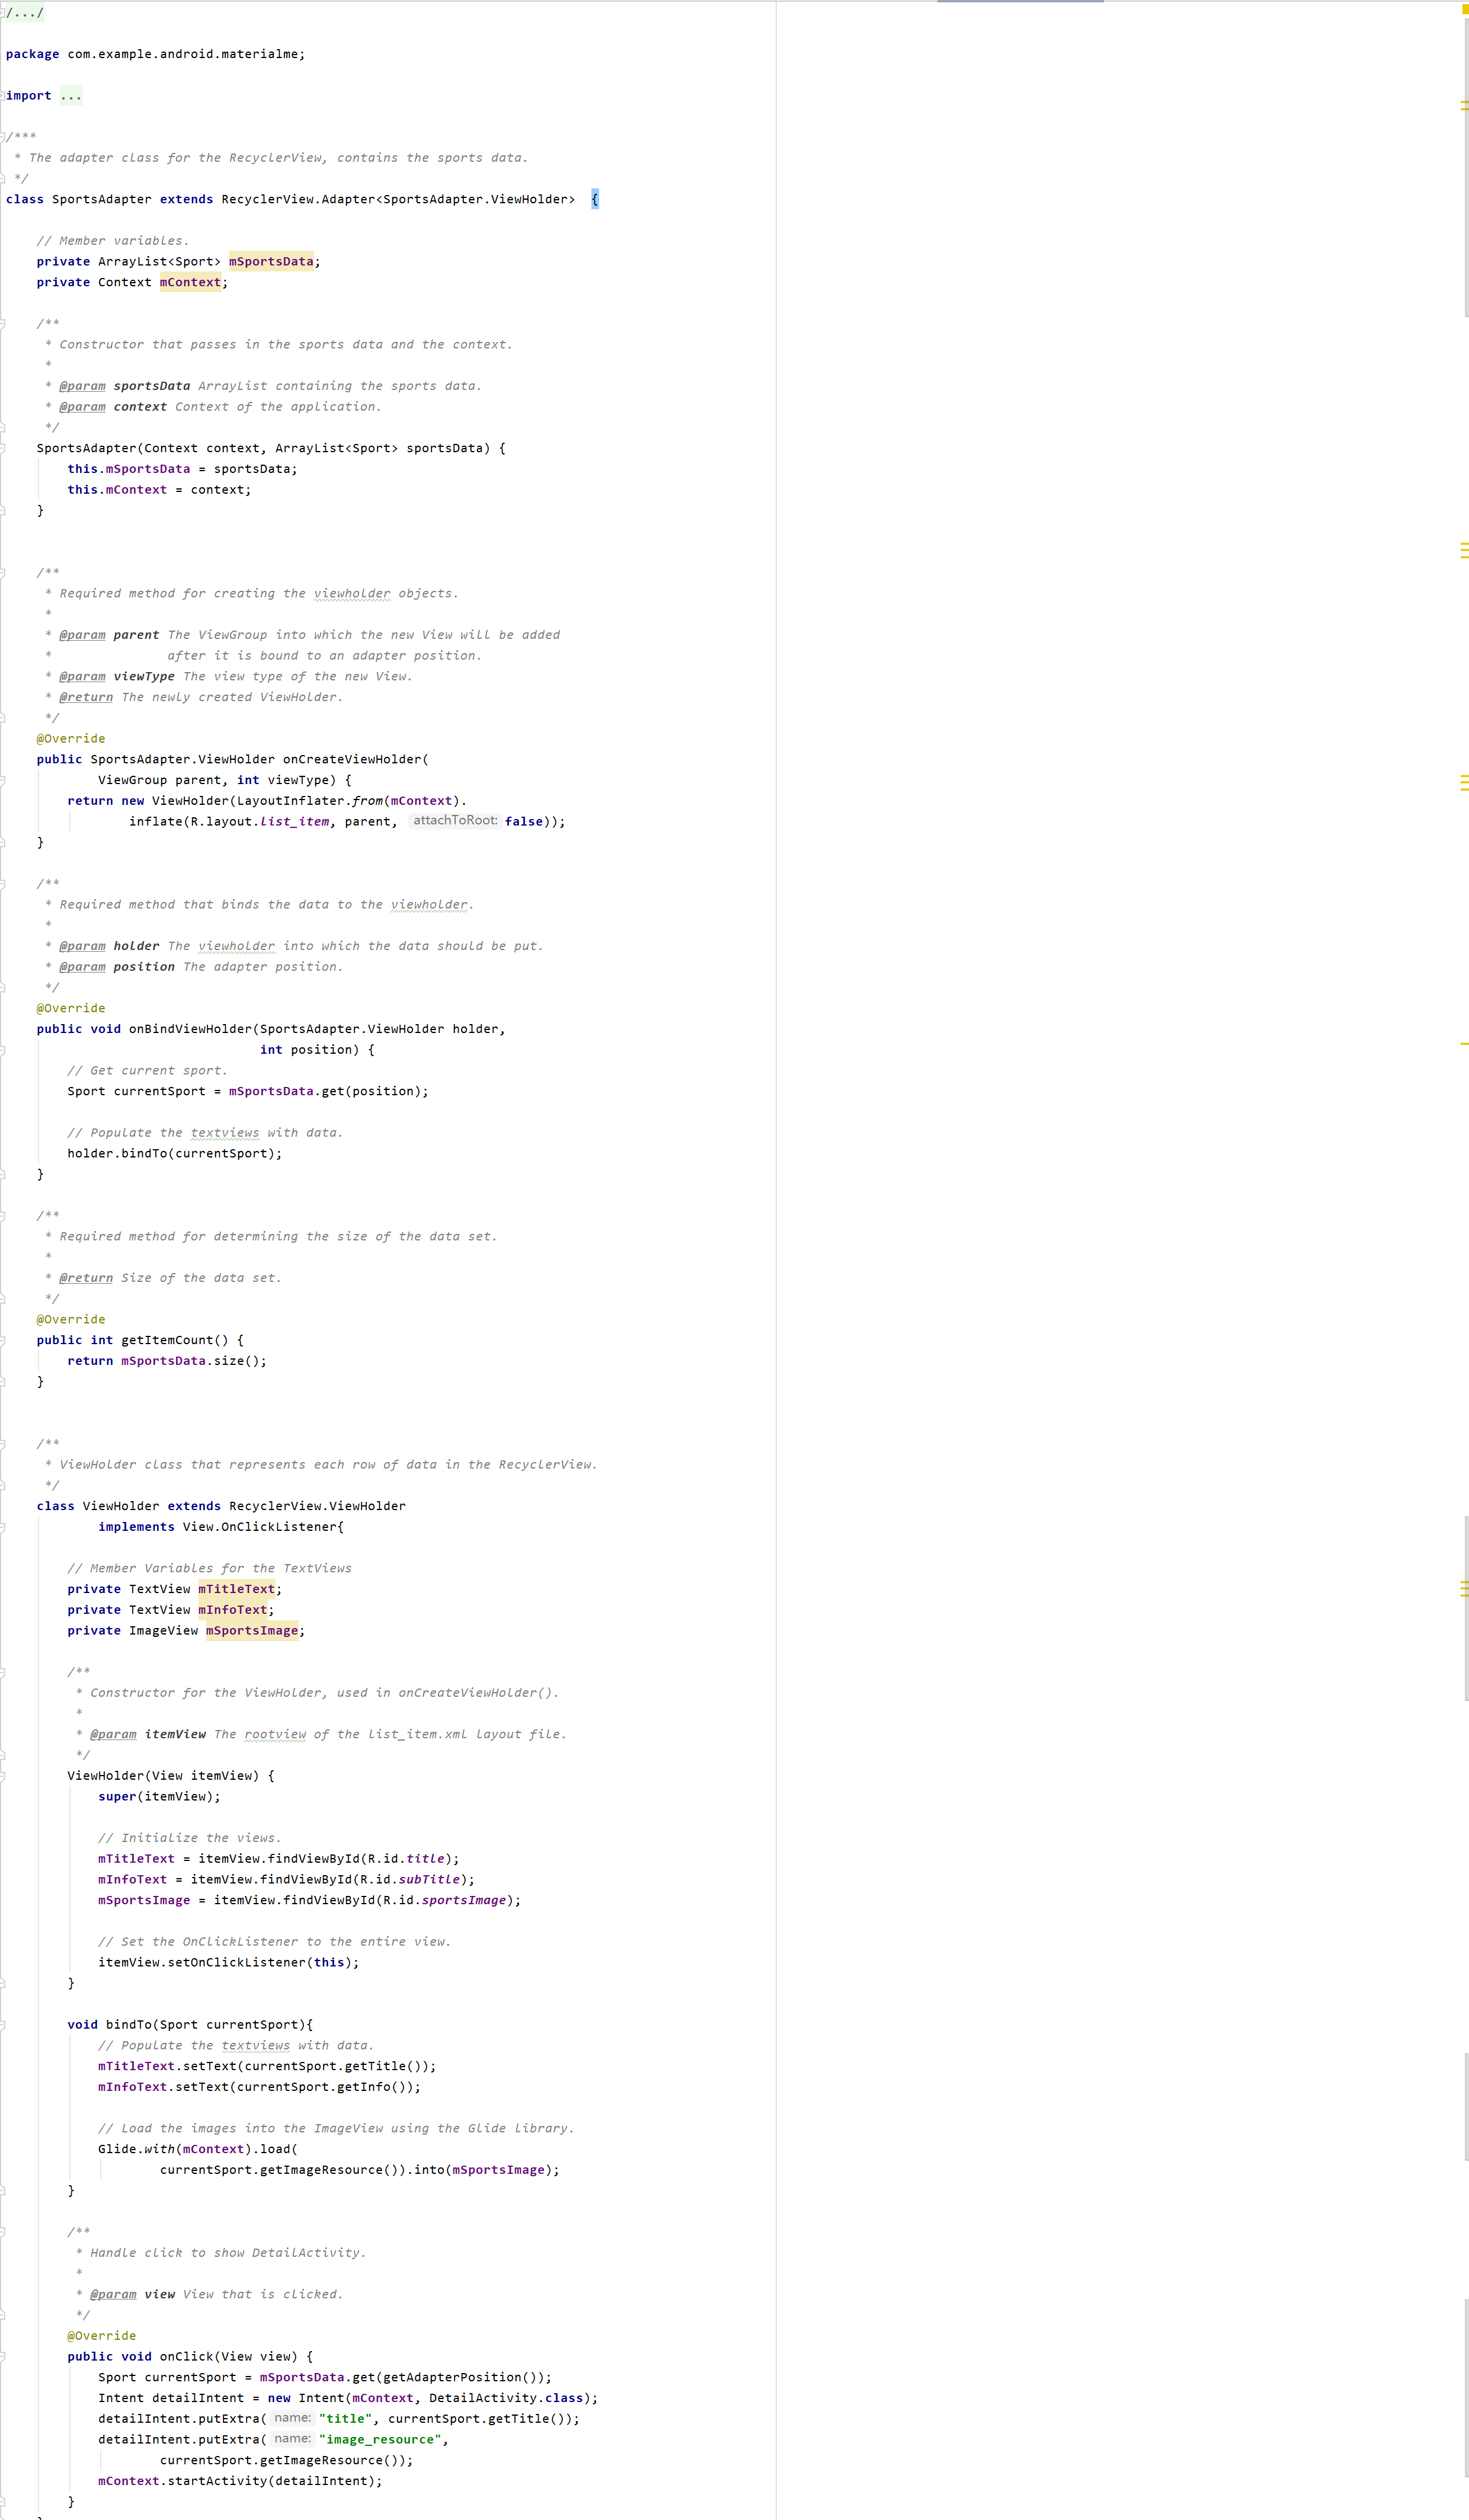 /.../
package com.example.android.materialme;
import ...
/***
 * The adapter class for the RecyclerView, contains the sports data.
 */
class SportsAdapter extends RecyclerView.Adapter<SportsAdapter.ViewHolder>  {
    // Member variables.
    private ArrayList<Sport> mSportsData;
    private Context mContext;
    /**
     * Constructor that passes in the sports data and the context.
     *
     * @param sportsData ArrayList containing the sports data.
     * @param context Context of the application.
     */
    SportsAdapter(Context context, ArrayList<Sport> sportsData) {
        this.mSportsData = sportsData;
        this.mContext = context;
    }
    /**
     * Required method for creating the viewholder objects.
     *
     * @param parent The ViewGroup into which the new View will be added
     *               after it is bound to an adapter position.
     * @param viewType The view type of the new View.
     * @return The newly created ViewHolder.
     */
    @Override
    public SportsAdapter.ViewHolder onCreateViewHolder(
            ViewGroup parent, int viewType) {
        return new ViewHolder(LayoutInflater.from(mContext).
                inflate(R.layout.list_item, parent, attachToRoot: false));
    }
    /**
     * Required method that binds the data to the viewholder.
     *
     * @param holder The viewholder into which the data should be put.
     * @param position The adapter position.
     */
    @Override
    public void onBindViewHolder(SportsAdapter.ViewHolder holder,
                                 int position) {
        // Get current sport.
        Sport currentSport = mSportsData.get(position);
        // Populate the textviews with data.
        holder.bindTo(currentSport);
    }
    /**
     * Required method for determining the size of the data set.
     *
     * @return Size of the data set.
     */
    @Override
    public int getItemCount() {
        return mSportsData.size();
    }
    /**
     * ViewHolder class that represents each row of data in the RecyclerView.
     */
    class ViewHolder extends RecyclerView.ViewHolder
            implements View.OnClickListener{
        // Member Variables for the TextViews
        private TextView mTitleText;
        private TextView mInfoText;
        private ImageView mSportsImage;
        /**
         * Constructor for the ViewHolder, used in onCreateViewHolder().
         *
         * @param itemView The rootview of the list_item.xml layout file.
         */
        ViewHolder(View itemView) {
            super(itemView);
            // Initialize the views.
            mTitleText = itemView.findViewById(R.id.title);
            mInfoText = itemView.findViewById(R.id.subTitle);
            mSportsImage = itemView.findViewById(R.id.sportsImage);
            // Set the OnClickListener to the entire view.
            itemView.setOnClickListener(this);
        }
        void bindTo(Sport currentSport){
            // Populate the textviews with data.
            mTitleText.setText(currentSport.getTitle());
            mInfoText.setText(currentSport.getInfo());
            // Load the images into the ImageView using the Glide library.
            Glide.with(mContext).load(
                    currentSport.getImageResource()).into(mSportsImage);
        }
        /**
         * Handle click to show DetailActivity.
         *
         * @param view View that is clicked.
         */
        @Override
        public void onClick(View view) {
            Sport currentSport = mSportsData.get(getAdapterPosition());
            Intent detailIntent = new Intent(mContext, DetailActivity.class);
            detailIntent.putExtra( name: "title", currentSport.getTitle());
            detailIntent.putExtra( name: "image_resource",
                    currentSport.getImageResource());
            mContext.startActivity(detailIntent);
        }